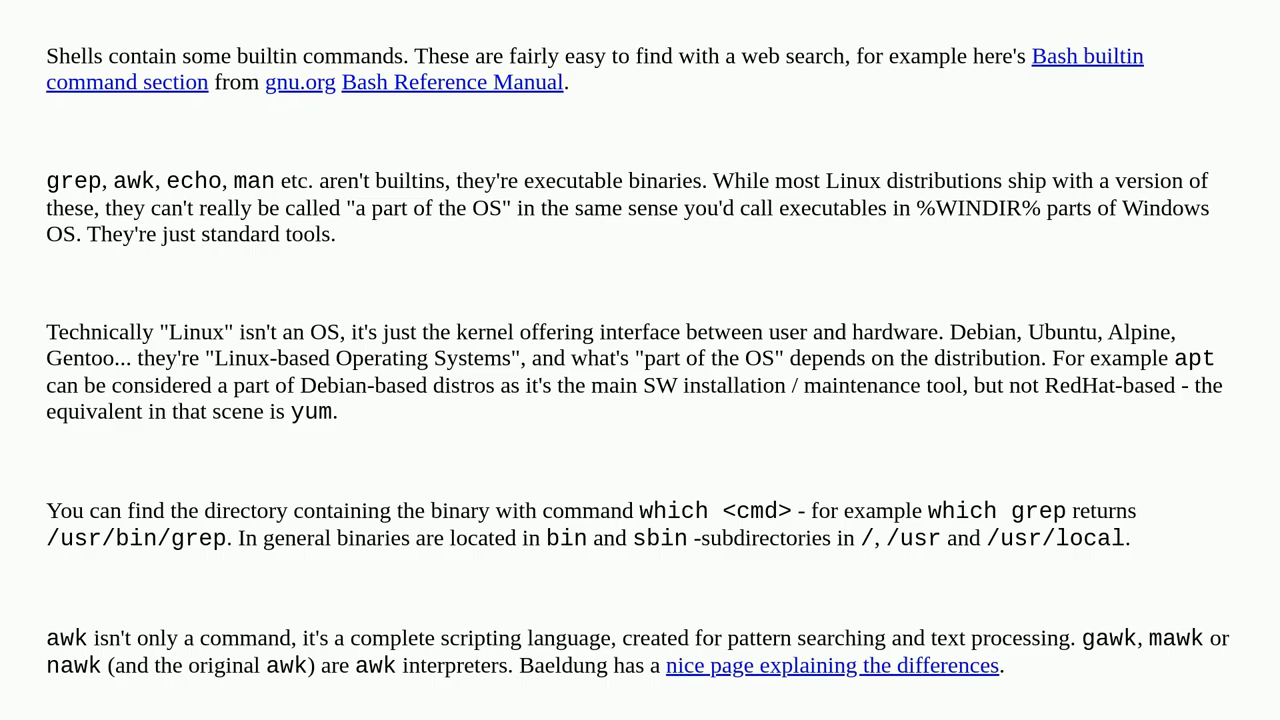 Shells contain some builtin commands. These are fairly easy to find with a web search, for example here's Bash builtin
command section from gnu.org Bash Reference Manual.
grep, awk, echo, man etc. aren't builtins, they're executable binaries. While most Linux distributions ship with a version of
these, they can't really be called "a part of the OS" in the same sense you'd call executables in %WINDIR% parts of Windows
OS. They're just standard tools.
Technically "Linux" isn't an OS, it's just the kernel offering interface between user and hardware. Debian, Ubuntu, Alpine,
Gentoo... they're "Linux-based Operating Systems", and what's "part of the OS" depends on the distribution. For example apt
can be considered a part of Debian-based distros as it's the main SW installation / maintenance tool, but not RedHat-based - the
equivalent in that scene is yum.
You can find the directory containing the binary with command which <cmd> - for example which grep returns
/usr/bin/grep. In general binaries are located in bin and sbin -subdirectories in /, /usr and /usr/local.
awk isn't only a command, it's a complete scripting language, created for pattern searching and text processing. gawk, mawk or
nawk (and the original awk) are awk interpreters. Baeldung has a nice page explaining the differences.